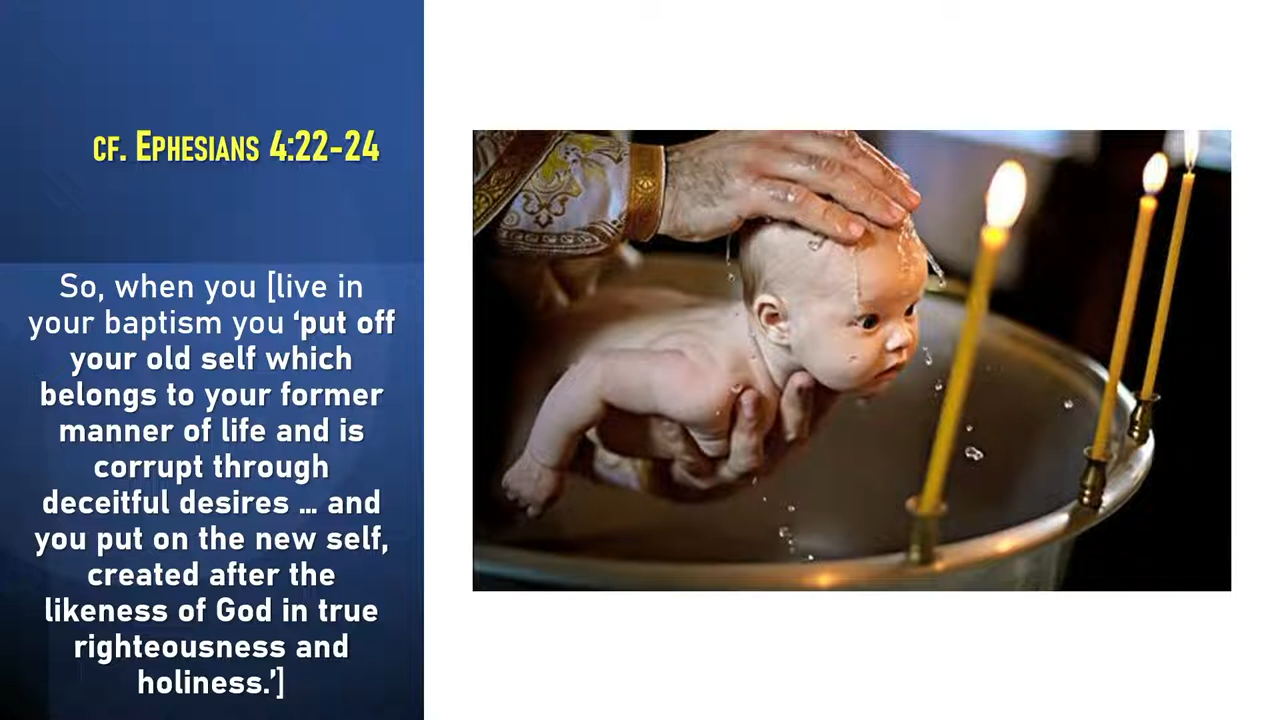 CF. EPHESIANS 4:22-24
So, when you [live in
your baptism you ‘put off
your old self which
belongs to your former
manner of life and is
corrupt through
deceitful desires … and
you put on the new self,
created after the
likeness of God in true
righteousness and
holiness.’]